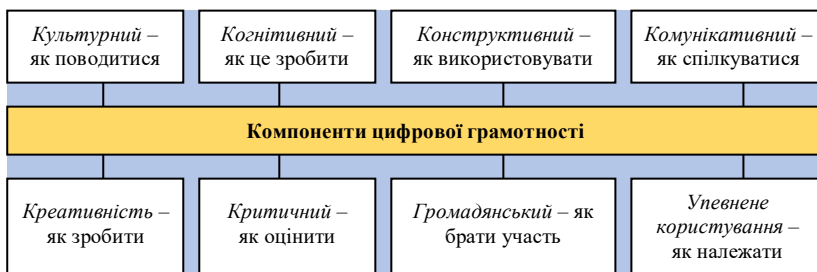 Культурний –
як поводитися
Когнітивний –
як це зробити
Конструктивний –
як використовувати
Комунікативний –
як спілкуватися
Компоненти цифрової грамотності
Креативність –
як зробити
Критичний –
як оцінити
Громадянський – як
брати участь
Упевнене
користування –
як належати